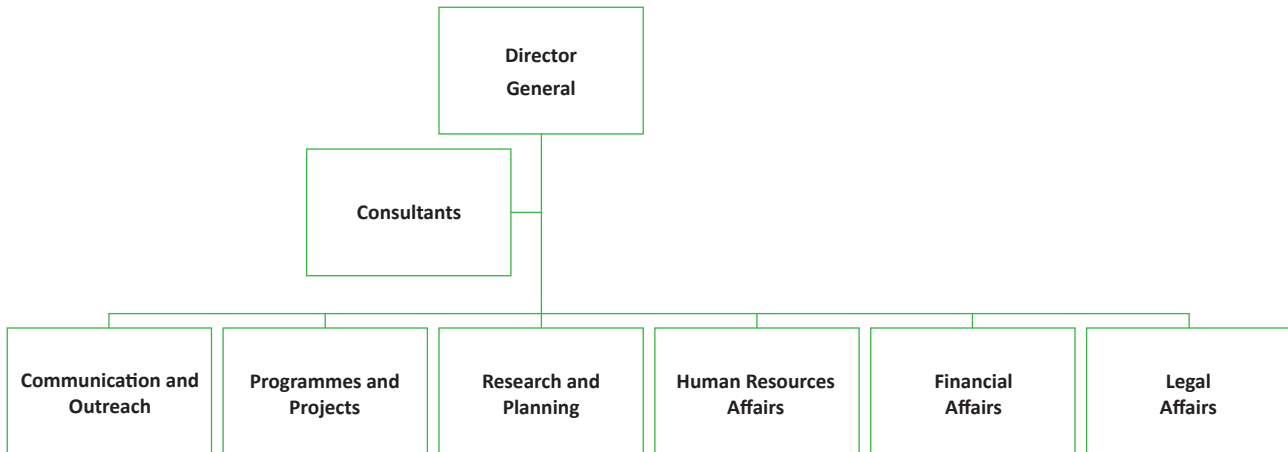 Director
General
Consultants
Communication and
Outreach
Programmes and
Projects
Research and
Planning
Human Resources
Affairs
Financial
Affairs
Legal
Affairs